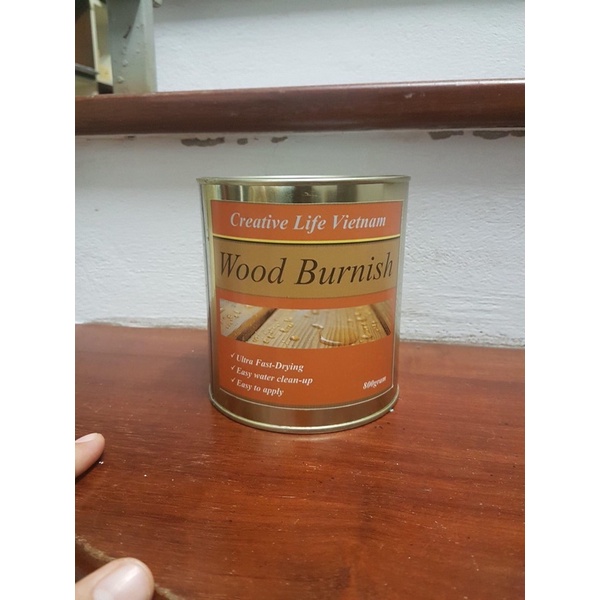 Creative Life Vietnam
Wood Burnish
✓ Ultra Fast-Drying
✓ Easy water clean-up
✓ Easy to apply
800gram